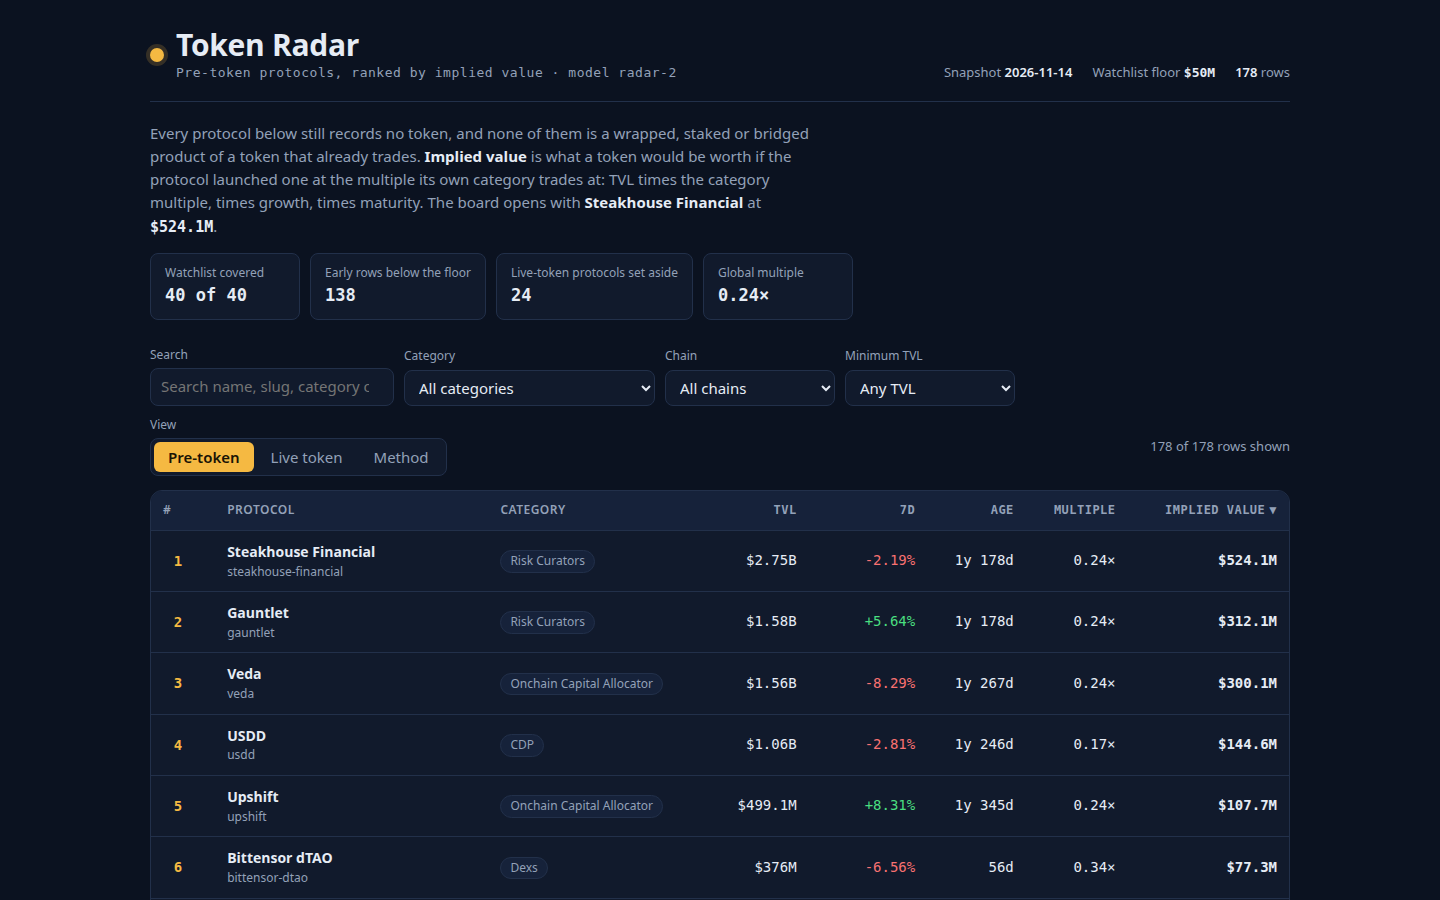 Token Radar
Pre-token protocols, ranked by implied value · model radar-2
Snapshot 2026-11-14 Watchlist floor $50M 178 rows
Every protocol below still records no token, and none of them is a wrapped, staked or bridged
product of a token that already trades. Implied value is what a token would be worth if the
protocol launched one at the multiple its own category trades at: TVL times the category
multiple, times growth, times maturity. The board opens with Steakhouse Financial at
$524.1M.
Watchlist covered
40 of 40
Early rows below the floor
138
Live-token protocols set aside
24
Global multiple
0.24×
Search
Search name, slug, category c
Category
All categories
Chain
All chains
Minimum TVL
Any TVL
View
Pre-token Live token Method
178 of 178 rows shown
# PROTOCOL CATEGORY TVL 7D AGE MULTIPLE IMPLIED VALUE ▼
1 Steakhouse Financial Risk Curators $2.75B -2.19% 1y 178d 0.24× $524.1M
steakhouse-financial
2 Gauntlet Risk Curators $1.58B +5.64% 1y 178d 0.24× $312.1M
gauntlet
3 Veda Onchain Capital Allocator $1.56B -8.29% 1y 267d 0.24× $300.1M
veda
4 USDD CDP $1.06B -2.81% 1y 246d 0.17× $144.6M
usdd
5 Upshift Onchain Capital Allocator $499.1M +8.31% 1y 345d 0.24× $107.7M
upshift
6 Bittensor dTAO Dexs $376M -6.56% 56d 0.34× $77.3M
bittensor-dtao